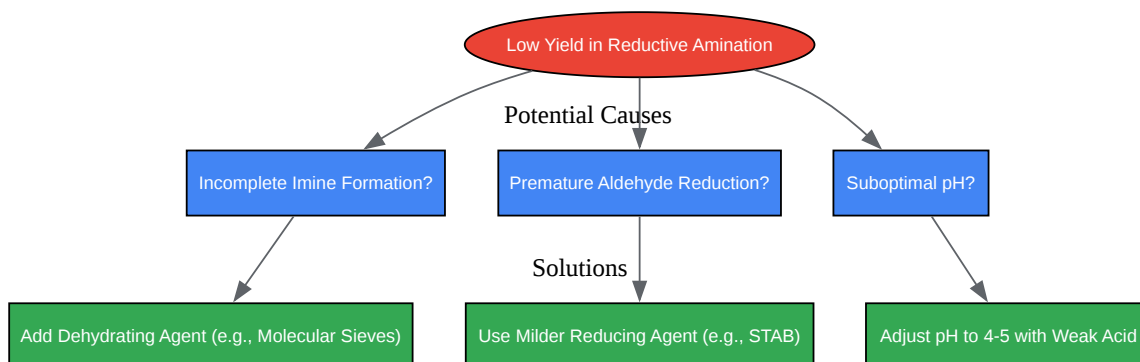 Low Yield in Reductive Amination
Potential Causes
Incomplete Imine Formation?
Premature Aldehyde Reduction?
Suboptimal pH?
Solutions
Add Dehydrating Agent (e.g., Molecular Sieves)
Use Milder Reducing Agent (e.g., STAB)
Adjust pH to 4-5 with Weak Acid